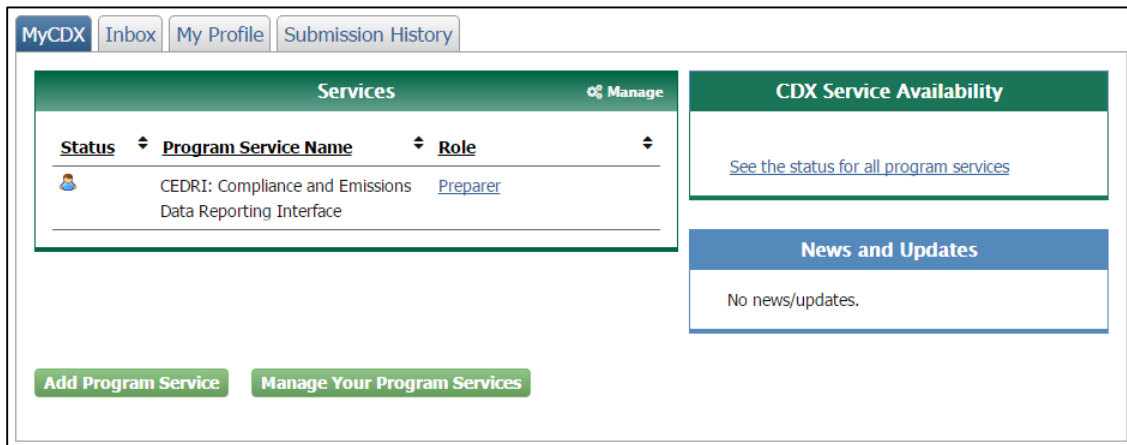 MyCDX Inbox My Profile Submission History
Services Manage
Status Program Service Name Role
CEDRI: Compliance and Emissions Preparer
Data Reporting Interface
CDX Service Availability
See the status for all program services
News and Updates
No news/updates.
Add Program Service Manage Your Program Services